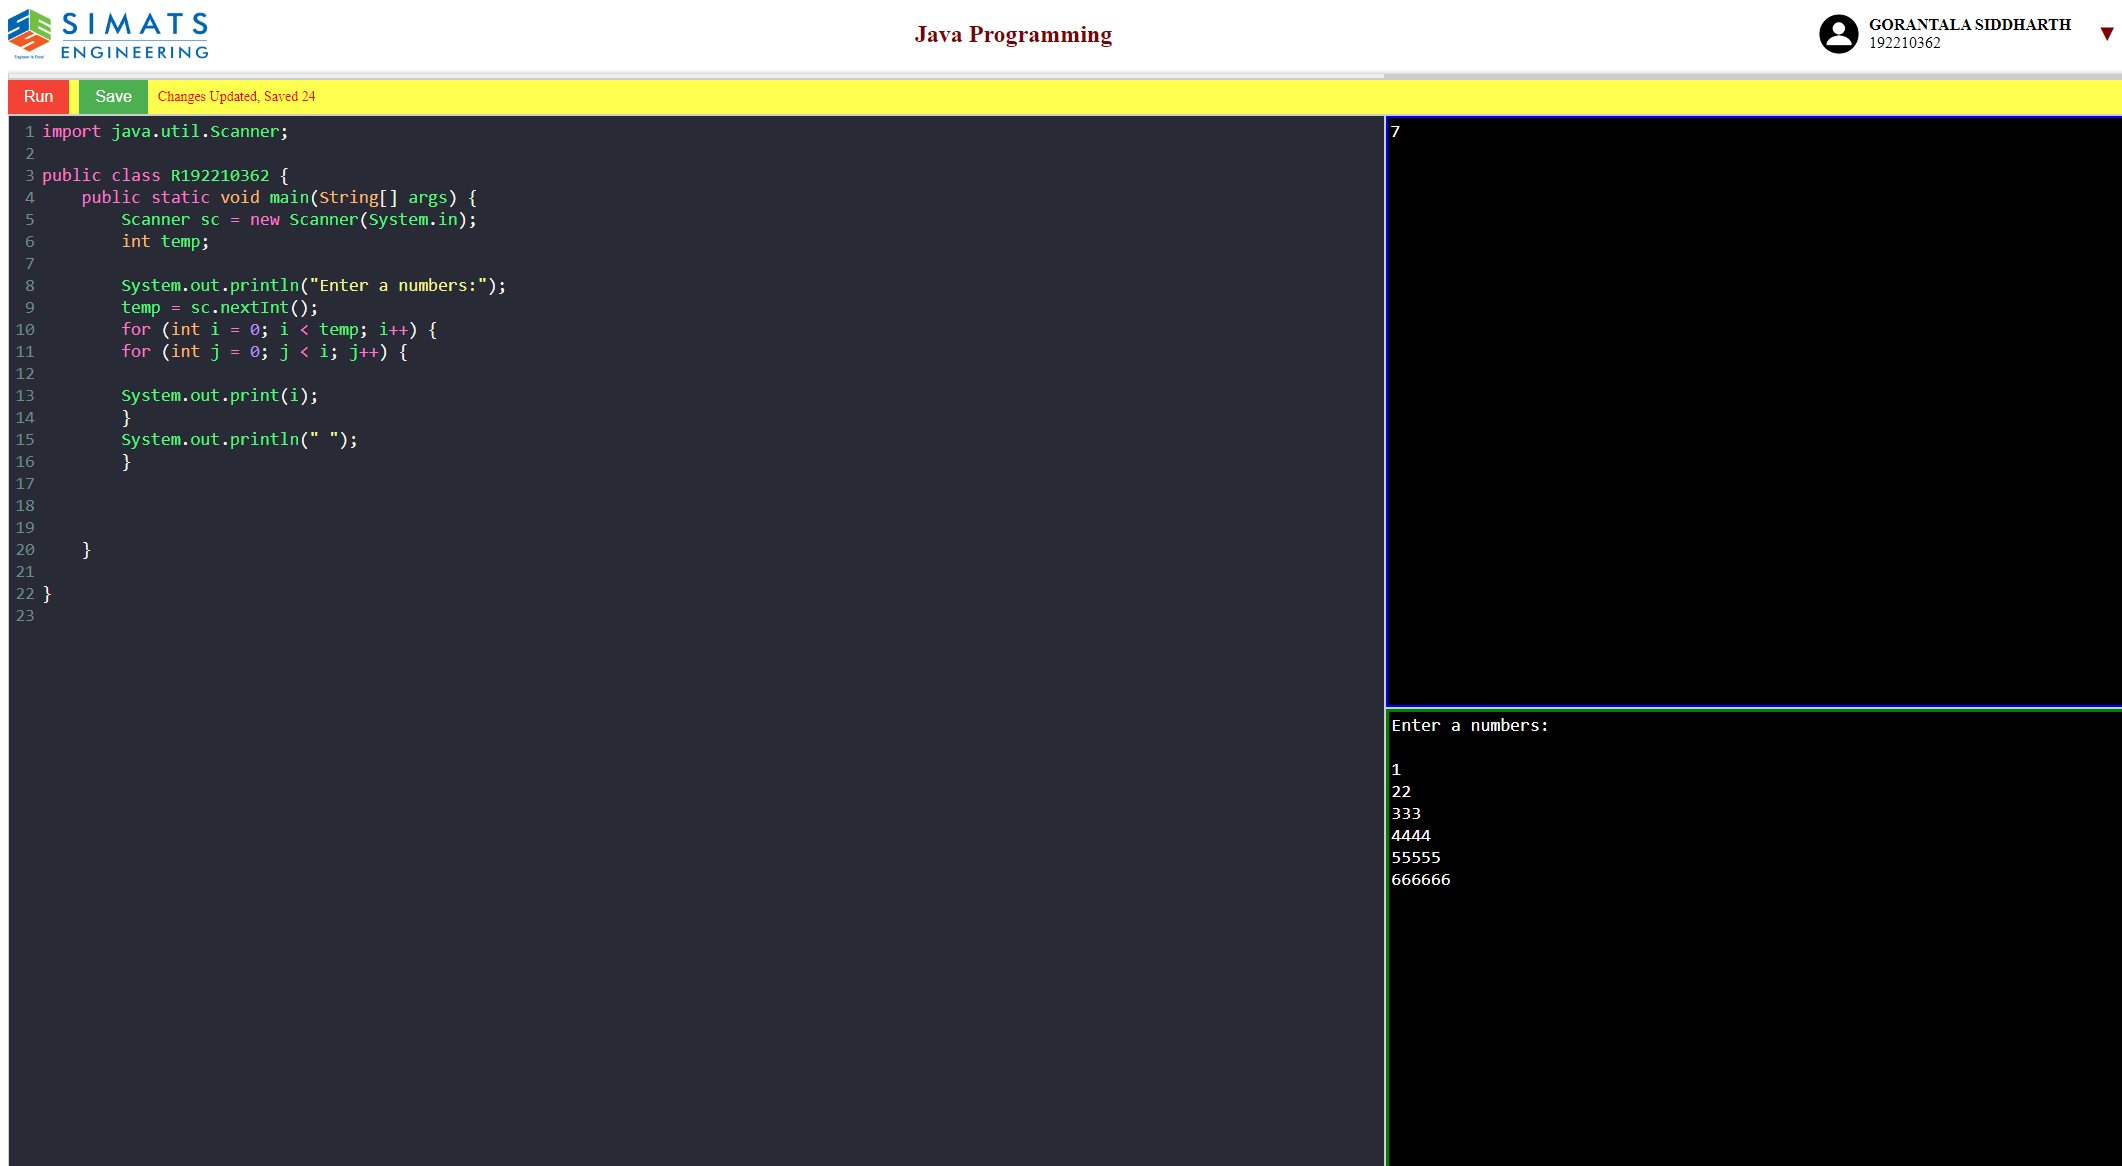 SIMATS
ENGINEERING
Engineer to Excel
Java Programming
GORANTALA SIDDHARTH
192210362
▼
Run
Save
Changes Updated, Saved 24
1 import java.util.Scanner;
2
3 public class R192210362 {
4     public static void main(String[] args) {
5         Scanner sc = new Scanner(System.in);
6         int temp;
7
8         System.out.println("Enter a numbers:");
9         temp = sc.nextInt();
10         for (int i = 0; i < temp; i++) {
11         for (int j = 0; j < i; j++) {
12
13         System.out.print(i);
14         }
15         System.out.println(" ");
16         }
17
18
19
20     }
21
22 }
23
7
Enter a numbers:
1
22
333
4444
55555
666666